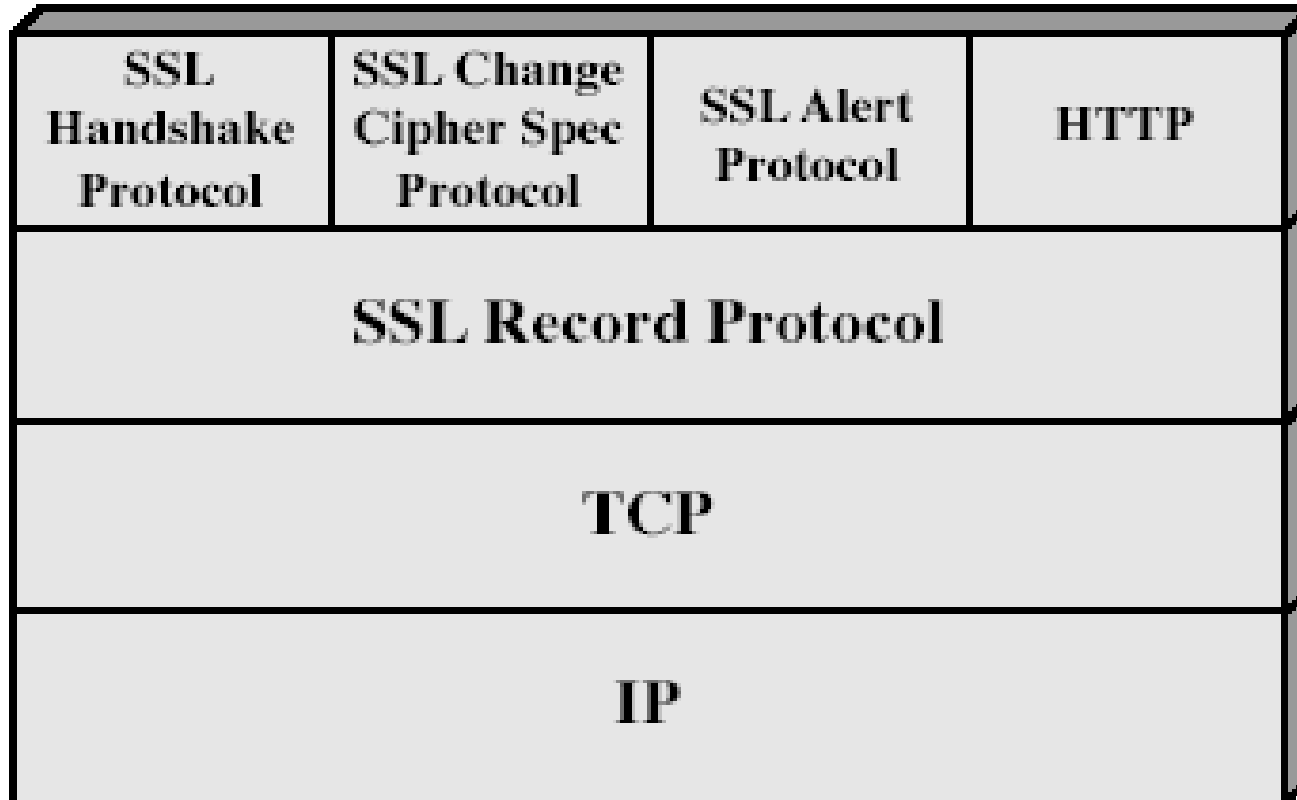 SSL
Handshake
Protocol
SSL Change
Cipher Spec
Protocol
SSL Alert
Protocol
HTTP
SSL Record Protocol
TCP
IP